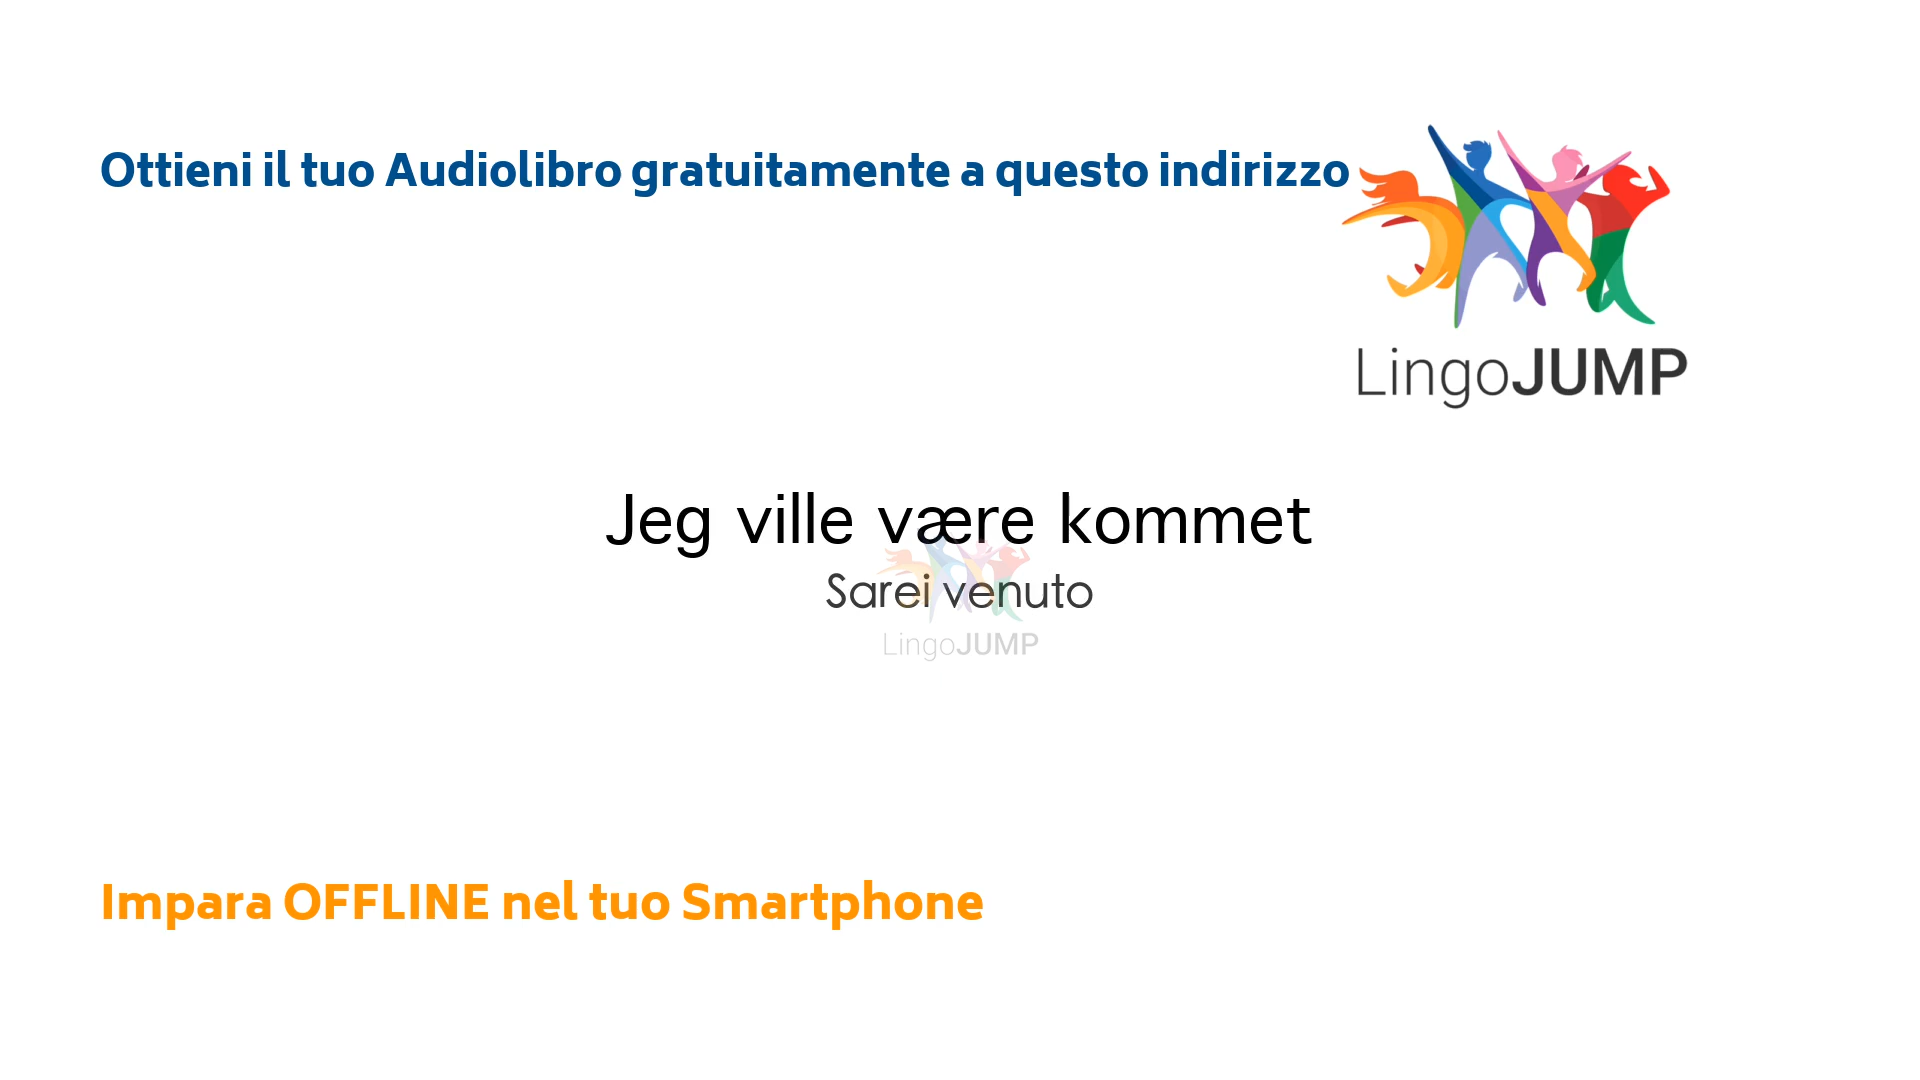 Ottieni il tuo Audiolibro gratuitamente a questo indirizzo
LingoJUMP
Jeg ville være kommet
Sarei venuto
LingoJUMP
Impara OFFLINE nel tuo Smartphone